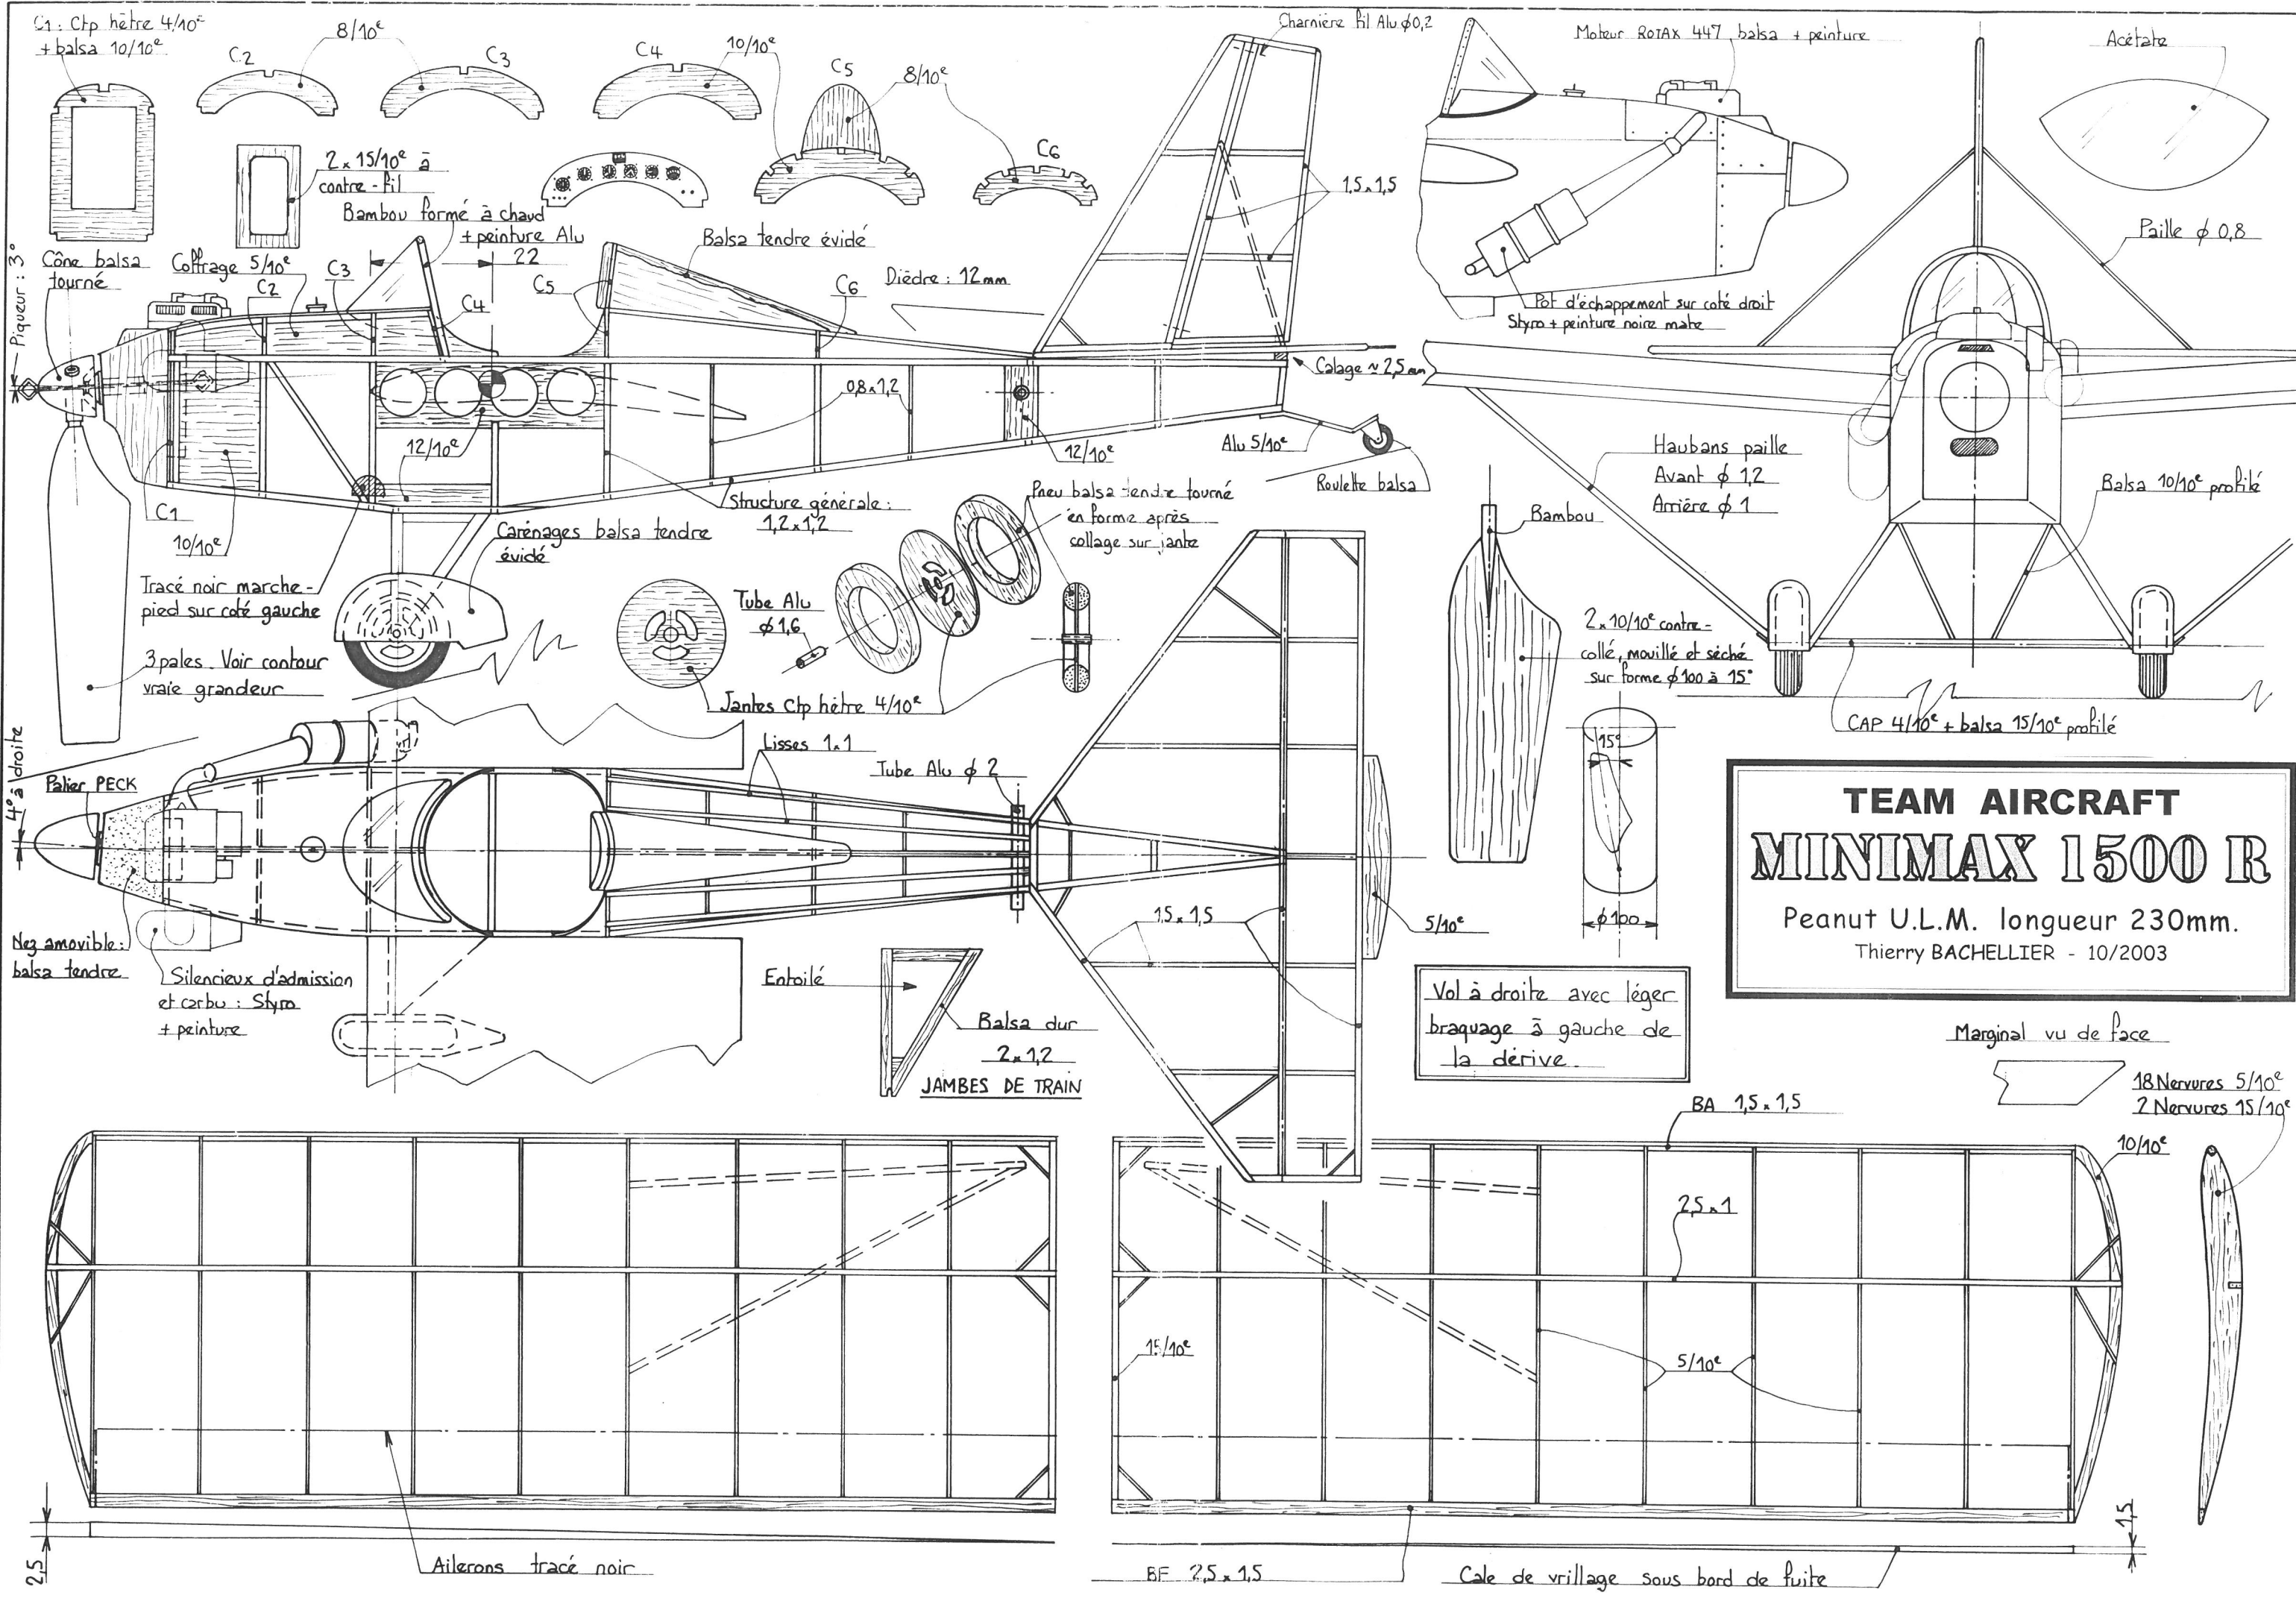 C1: Ctp hêtre 4/10e
+ balsa 10/10e
8/10e
C2
C3
C4
10/10e
C5
8/10e
C6
Charnière fil Alu ϕ0,2
Moteur ROTAX 447 balsa + peinture
Acétate
2 x 15/10e à
contre-fil
Bambou formé à chaud
+ peinture Alu
22
Balsa tendre évidé
1,5 x 1,5
Paille ϕ 0,8
Piqueur : 3°
Cône balsa
tourné
Coffrage 5/10e
C2
C3
C4
C5
C6
Dièdre : 12mm
Pot d'échappement sur coté droit
Styro + peinture noire mate
Calage ≈ 2,5 mm
0,8 x 1,2
12/10e
12/10e
Alu 5/10e
Roulette balsa
Haubans paille
Avant ϕ 1,2
Arrière ϕ 1
Balsa 10/10e profilé
C1
10/10e
Structure générale :
1,2 x 1,2
Pneu balsa tendre tourné
en forme après
collage sur jante
Bambou
Carénages balsa tendre
évidé
Tracé noir marche-
pied sur coté gauche
Tube Alu
ϕ 1,6
2 x 10/10e contre-
collé, mouillé et séché
sur forme ϕ100 à 15°
3 pales. Voir contour
vraie grandeur
Jantes Ctp hêtre 4/10e
CAP 4/10e + balsa 15/10e profilé
15°
ϕ100
4° à droite
Palier PECK
Lisses 1x1
Tube Alu ϕ 2
TEAM AIRCRAFT
MINIMAX 1500 R
Peanut U.L.M. longueur 230mm.
Thierry BACHELLIER - 10/2003
1,5 x 1,5
5/10e
Nez amovible :
balsa tendre
Silencieux d'admission
et carbu : Styro
+ peinture
Entoilé
Balsa dur
2 x 1,2
JAMBES DE TRAIN
Vol à droite avec léger
braquage à gauche de
la dérive.
Marginal vu de face
18 Nervures 5/10e
2 Nervures 15/10e
BA 1,5 x 1,5
10/10e
2,5 x 1
15/10e
5/10e
2,5
Ailerons tracé noir
BF 2,5 x 1,5
Cale de vrillage sous bord de fuite
1,5